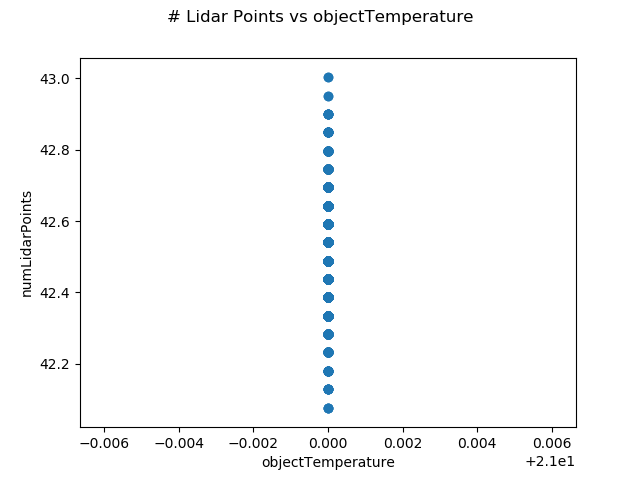 # Lidar Points vs objectTemperature
43.0
42.8
42.6
42.4
42.2
numLidarPoints
−0.006 −0.004 −0.002 0.000 0.002 0.004 0.006
objectTemperature
+2.1e1